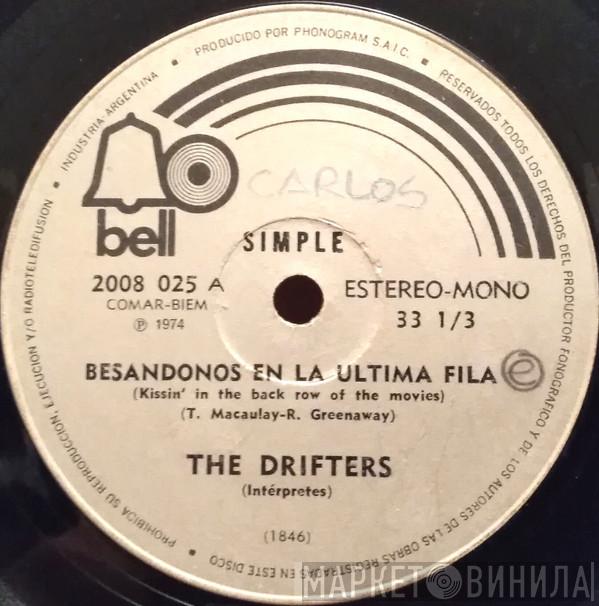 INDUSTRIA ARGENTINA • PRODUCIDO POR PHONOGRAM S.A.I.C. • RESERVADOS TODOS LOS DERECHOS DEL PRODUCTOR FONOGRAFICO Y DE LOS AUTORES DE LAS OBRAS REGISTRADAS EN ESTE DISCO
PROHIBIDA SU REPRODUCCION, EJECUCION Y/O RADIOTELEDIFUSION •
CARLOS
bell
SIMPLE
2008 025 A
ESTEREO-MONO
COMAR-BIEM
℗ 1974
33 1/3
BESANDONOS EN LA ULTIMA FILA
(Kissin' in the back row of the movies)
(T. Macaulay-R. Greenaway)
THE DRIFTERS
(Intérpretes)
(1846)
МАРКЕТ ВИНИЛА